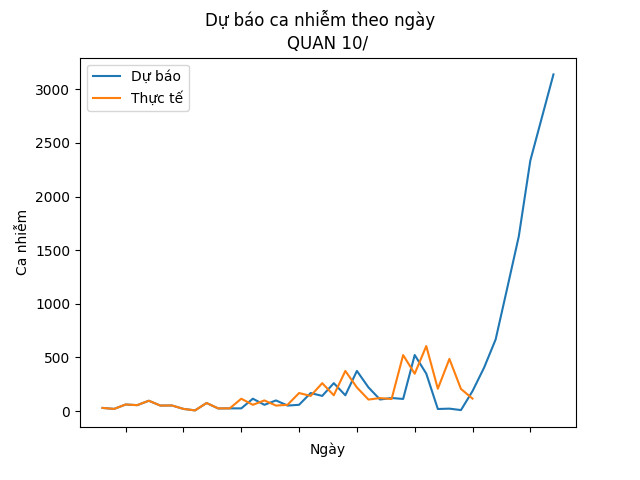 Dự báo ca nhiễm theo ngày
QUAN 10/
Dự báo
Thực tế
3000
2500
2000
1500
1000
500
0
Ca nhiễm
Ngày